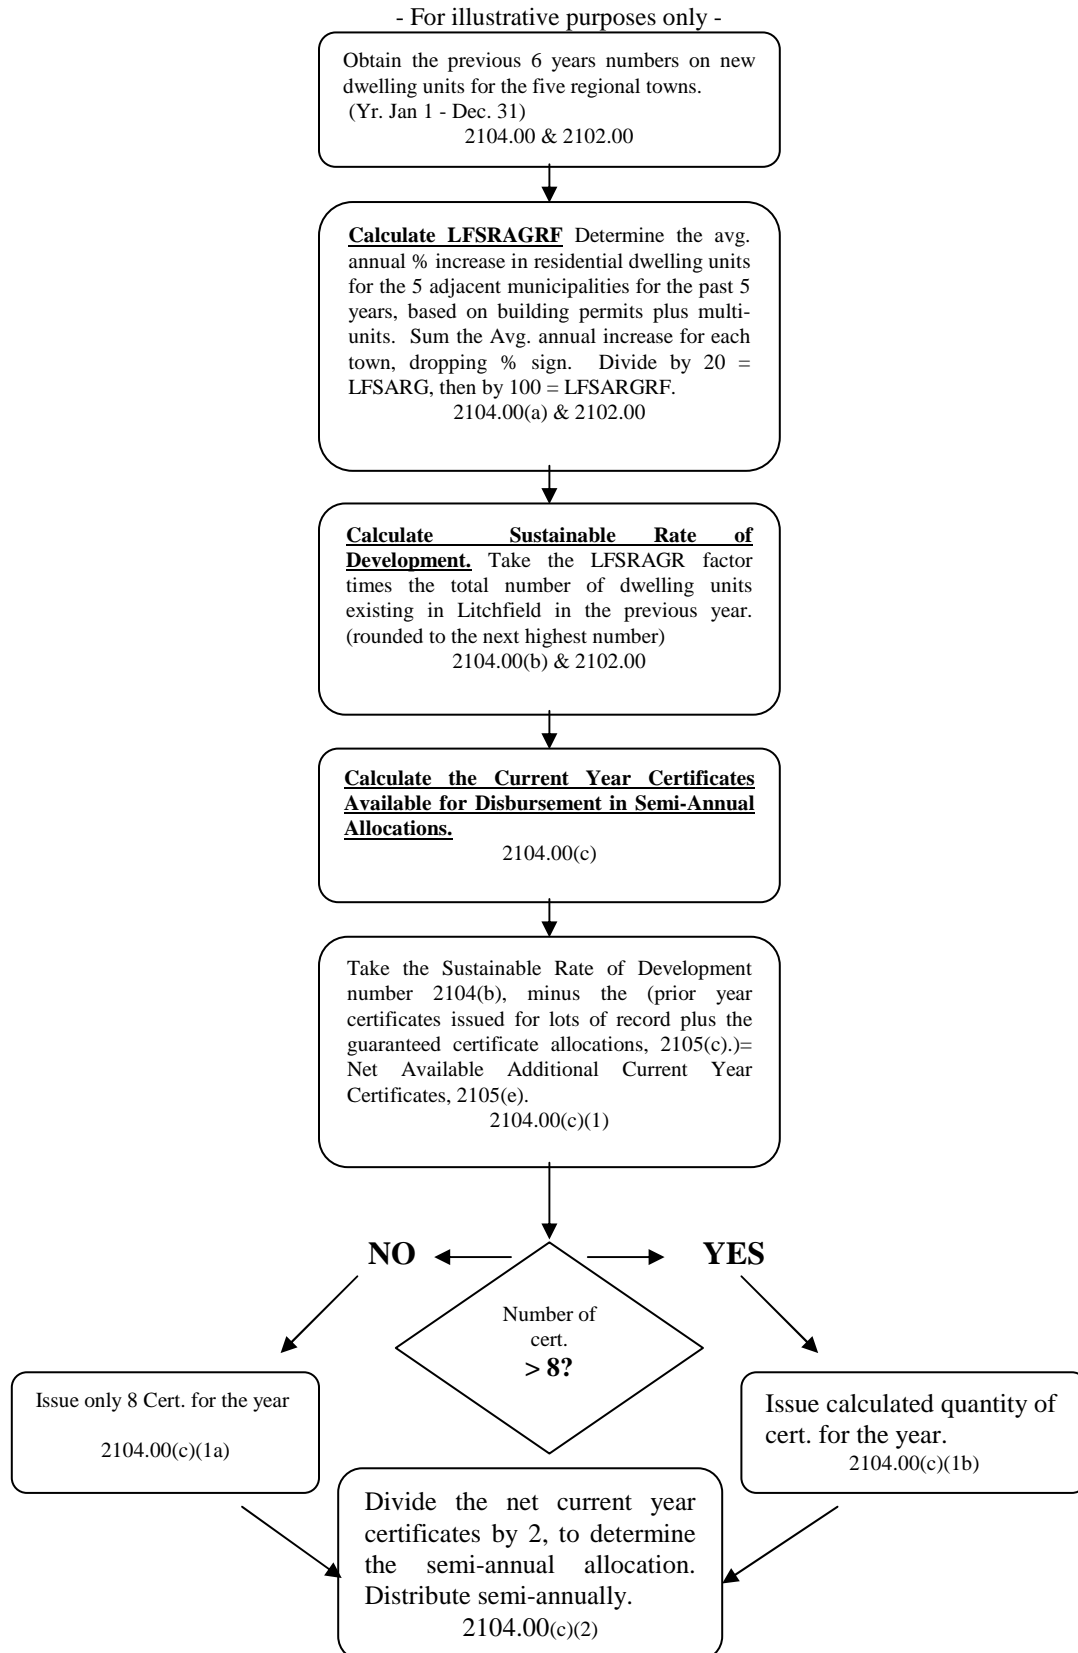 - For illustrative purposes only -
Obtain the previous 6 years numbers on new
dwelling units for the five regional towns.
(Yr. Jan 1 - Dec. 31)
2104.00 & 2102.00
Calculate LFSRAGRF Determine the avg.
annual % increase in residential dwelling units
for the 5 adjacent municipalities for the past 5
years, based on building permits plus multi-
units. Sum the Avg. annual increase for each
town, dropping % sign. Divide by 20 =
LFSARG, then by 100 = LFSARGRF.
2104.00(a) & 2102.00
Calculate Sustainable Rate of
Development. Take the LFSRAGR factor
times the total number of dwelling units
existing in Litchfield in the previous year.
(rounded to the next highest number)
2104.00(b) & 2102.00
Calculate the Current Year Certificates
Available for Disbursement in Semi-Annual
Allocations.
2104.00(c)
Take the Sustainable Rate of Development
number 2104(b), minus the (prior year
certificates issued for lots of record plus the
guaranteed certificate allocations, 2105(c).)=
Net Available Additional Current Year
Certificates, 2105(e).
2104.00(c)(1)
NO
YES
Number of
cert.
> 8?
Issue only 8 Cert. for the year
2104.00(c)(1a)
Issue calculated quantity of
cert. for the year.
2104.00(c)(1b)
Divide the net current year
certificates by 2, to determine
the semi-annual allocation.
Distribute semi-annually.
2104.00(c)(2)